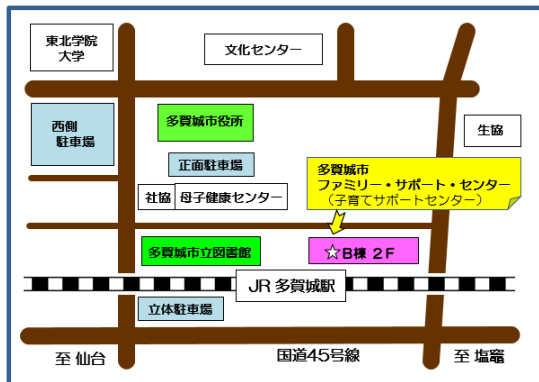 東北学院
大学
文化センター
西側
駐車場
多賀城市役所
生協
正面駐車場
多賀城市
ファミリー・サポート・センター
（子育てサポートセンター）
社協
母子健康センター
多賀城市立図書館
☆B棟 2F
JR 多賀城駅
立体駐車場
至 仙台
国道45号線
至 塩竈